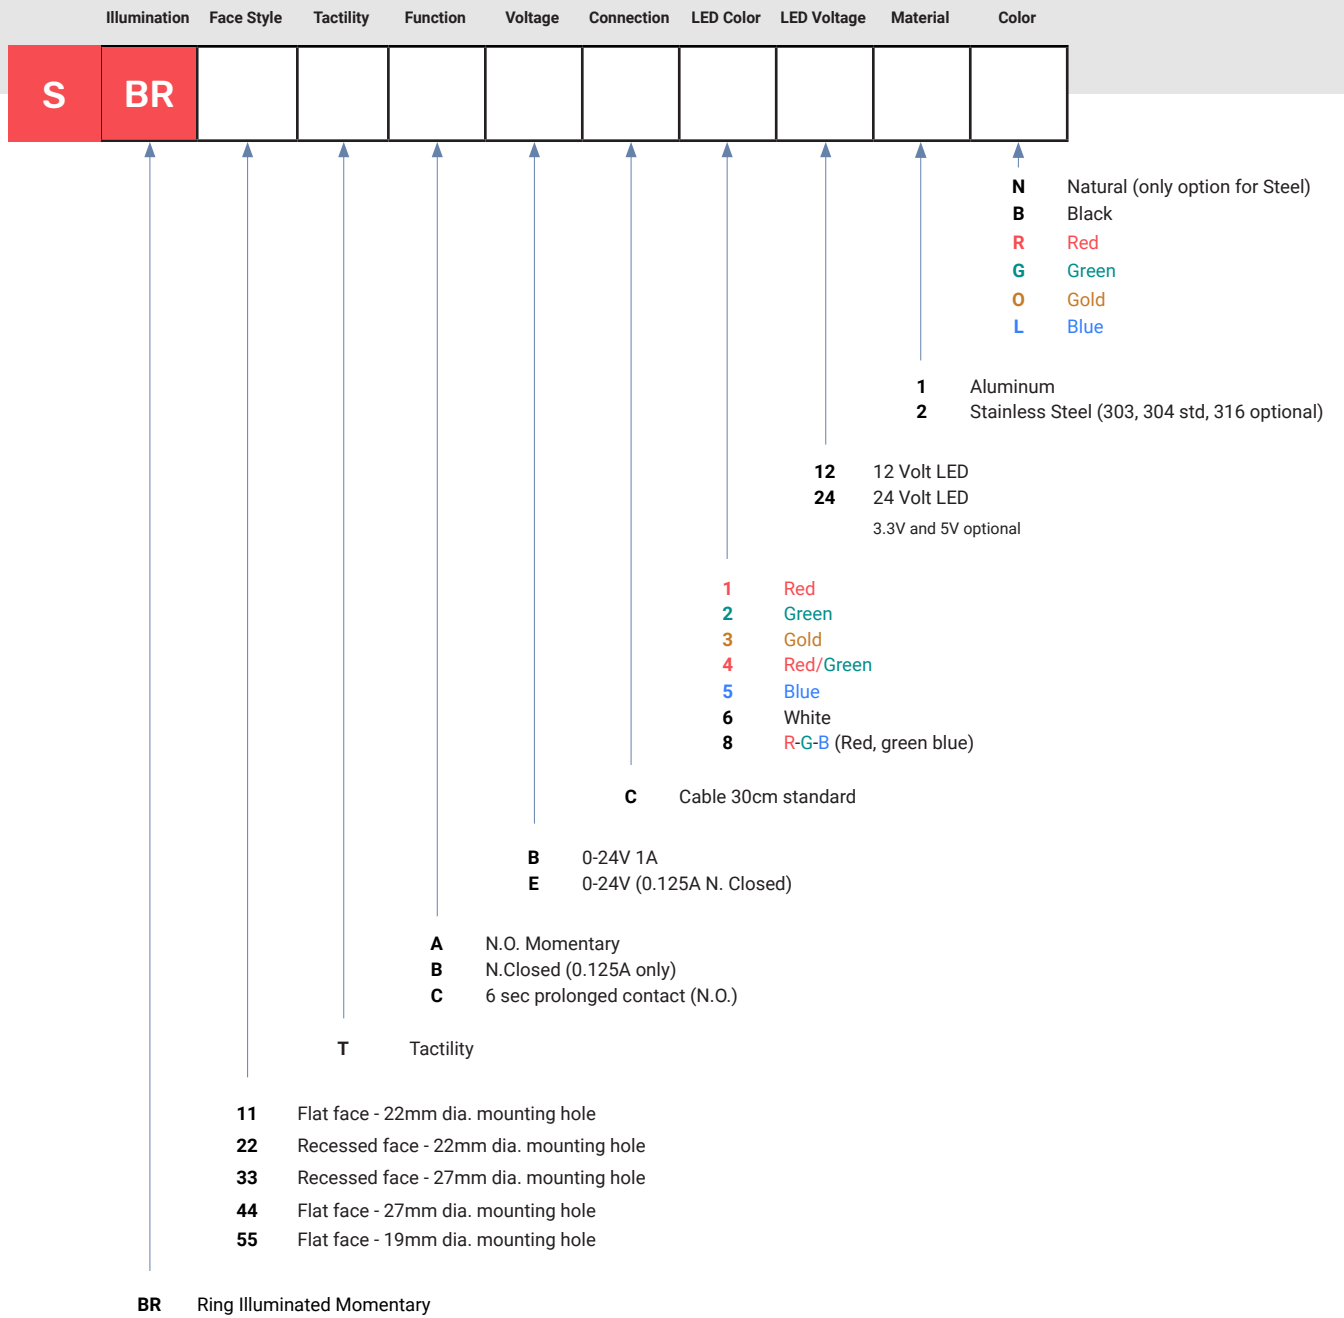 Illumination Face Style Tactility Function Voltage Connection LED Color LED Voltage Material Color
S BR
N Natural (only option for Steel)
B Black
R Red
G Green
O Gold
L Blue
1 Aluminum
2 Stainless Steel (303, 304 std, 316 optional)
12 12 Volt LED
24 24 Volt LED
3.3V and 5V optional
1 Red
2 Green
3 Gold
4 Red/Green
5 Blue
6 White
8 R-G-B (Red, green blue)
C Cable 30cm standard
B 0-24V 1A
E 0-24V (0.125A N. Closed)
A N.O. Momentary
B N.Closed (0.125A only)
C 6 sec prolonged contact (N.O.)
T Tactility
11 Flat face - 22mm dia. mounting hole
22 Recessed face - 22mm dia. mounting hole
33 Recessed face - 27mm dia. mounting hole
44 Flat face - 27mm dia. mounting hole
55 Flat face - 19mm dia. mounting hole
BR Ring Illuminated Momentary